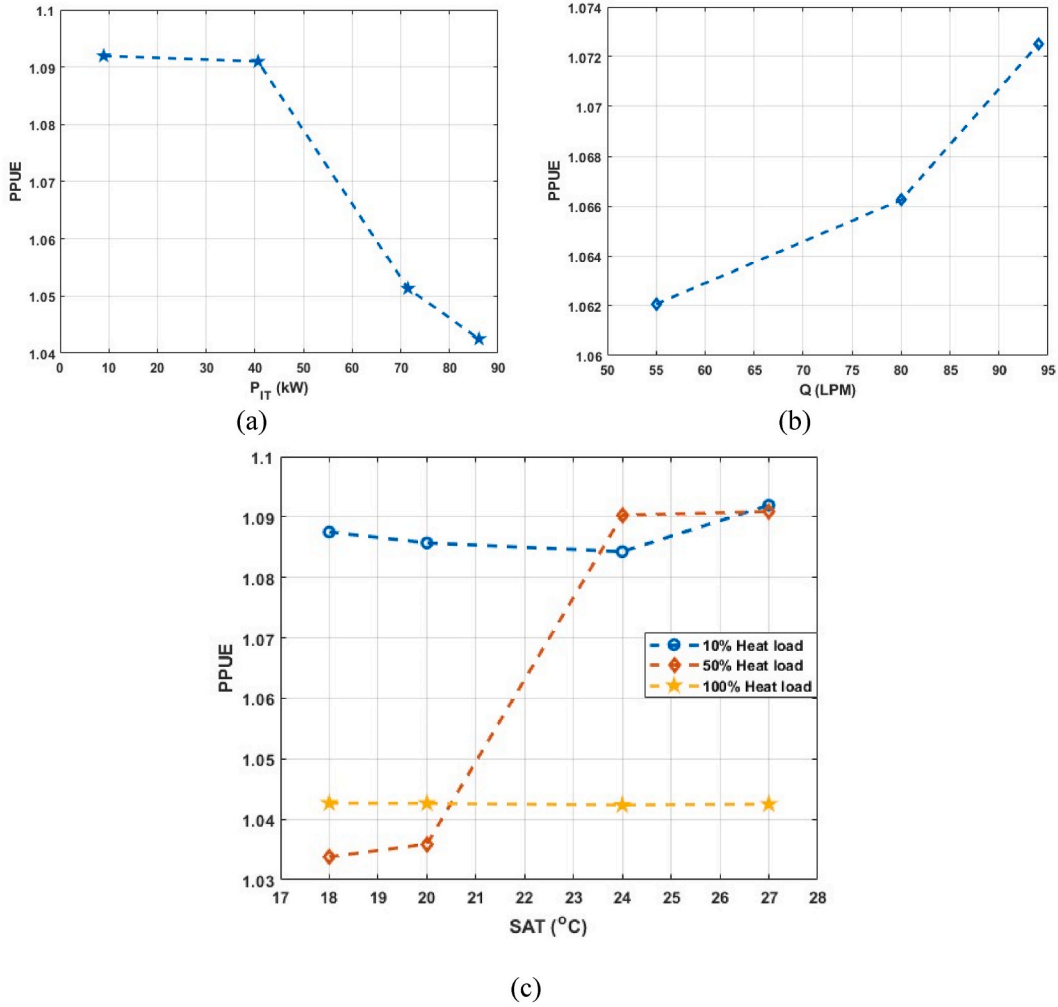 1.1
1.09
1.08
1.07
1.06
1.05
1.04
PPUE
0 10 20 30 40 50 60 70 80 90
P_IT (kW)
(a)
1.074
1.072
1.07
1.068
1.066
1.064
1.062
1.06
PPUE
50 55 60 65 70 75 80 85 90 95
Q (LPM)
(b)
1.1
1.09
1.08
1.07
1.06
1.05
1.04
1.03
PPUE
10% Heat load
50% Heat load
100% Heat load
17 18 19 20 21 22 23 24 25 26 27 28
SAT (°C)
(c)